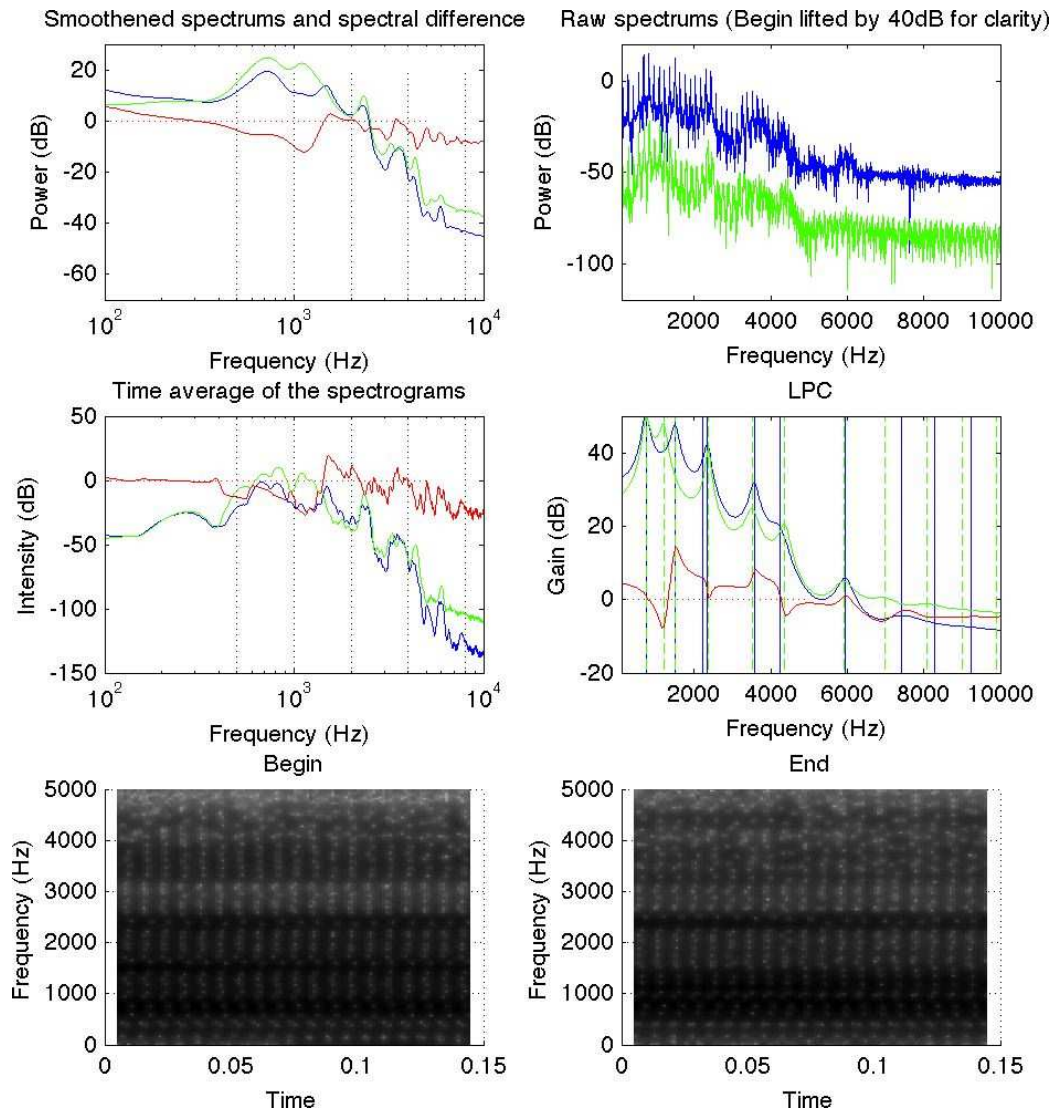 Smoothened spectrums and spectral difference
20
0
-20
-40
-60
Power (dB)
10^2
10^3
10^4
Frequency (Hz)
Raw spectrums (Begin lifted by 40dB for clarity)
0
-50
-100
Power (dB)
2000 4000 6000 8000 10000
Frequency (Hz)
Time average of the spectrograms
50
0
-50
-100
-150
Intensity (dB)
10^2
10^3
10^4
Frequency (Hz)
LPC
40
20
0
-20
Gain (dB)
2000 4000 6000 8000 10000
Frequency (Hz)
Begin
5000
4000
3000
2000
1000
0
Frequency (Hz)
0 0.05 0.1 0.15
Time
End
5000
4000
3000
2000
1000
0
Frequency (Hz)
0 0.05 0.1 0.15
Time